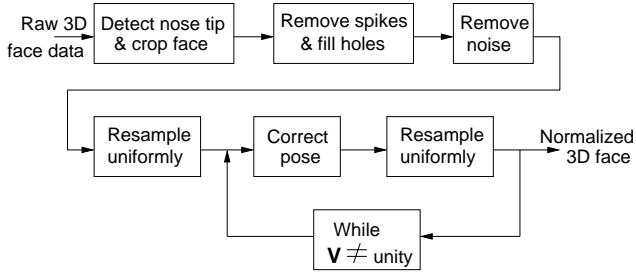 Raw 3D
face data
Detect nose tip
& crop face
Remove spikes
& fill holes
Remove
noise
Resample
uniformly
Correct
pose
Resample
uniformly
Normalized
3D face
While
V ≠ unity